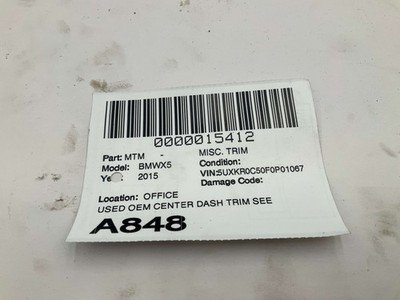 0000015412
Part: MTM - MISC. TRIM
Model: BMWX5 Condition:
Year: 2015 VIN:5UXKR0C50F0P01067
Damage Code:
Location: OFFICE
USED OEM CENTER DASH TRIM SEE
A848